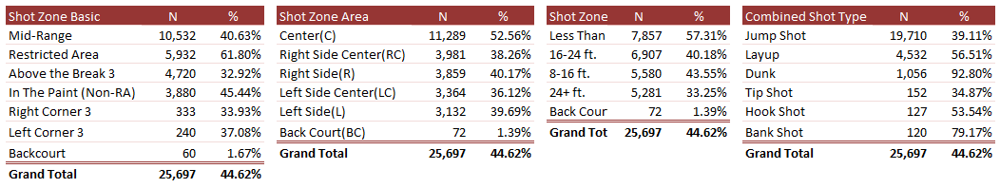 Shot Zone Basic N %
Mid-Range 10,532 40.63%
Restricted Area 5,932 61.80%
Above the Break 3 4,720 32.92%
In The Paint (Non-RA) 3,880 45.44%
Right Corner 3 333 33.93%
Left Corner 3 240 37.08%
Backcourt 60 1.67%
Grand Total 25,697 44.62%
Shot Zone Area N %
Center(C) 11,289 52.56%
Right Side Center(RC) 3,981 38.26%
Right Side(R) 3,859 40.17%
Left Side Center(LC) 3,364 36.12%
Left Side(L) 3,132 39.69%
Back Court(BC) 72 1.39%
Grand Total 25,697 44.62%
Shot Zone N %
Less Than 7,857 57.31%
16-24 ft. 6,907 40.18%
8-16 ft. 5,580 43.55%
24+ ft. 5,281 33.25%
Back Cour 72 1.39%
Grand Tot 25,697 44.62%
Combined Shot Type N %
Jump Shot 19,710 39.11%
Layup 4,532 56.51%
Dunk 1,056 92.80%
Tip Shot 152 34.87%
Hook Shot 127 53.54%
Bank Shot 120 79.17%
Grand Total 25,697 44.62%